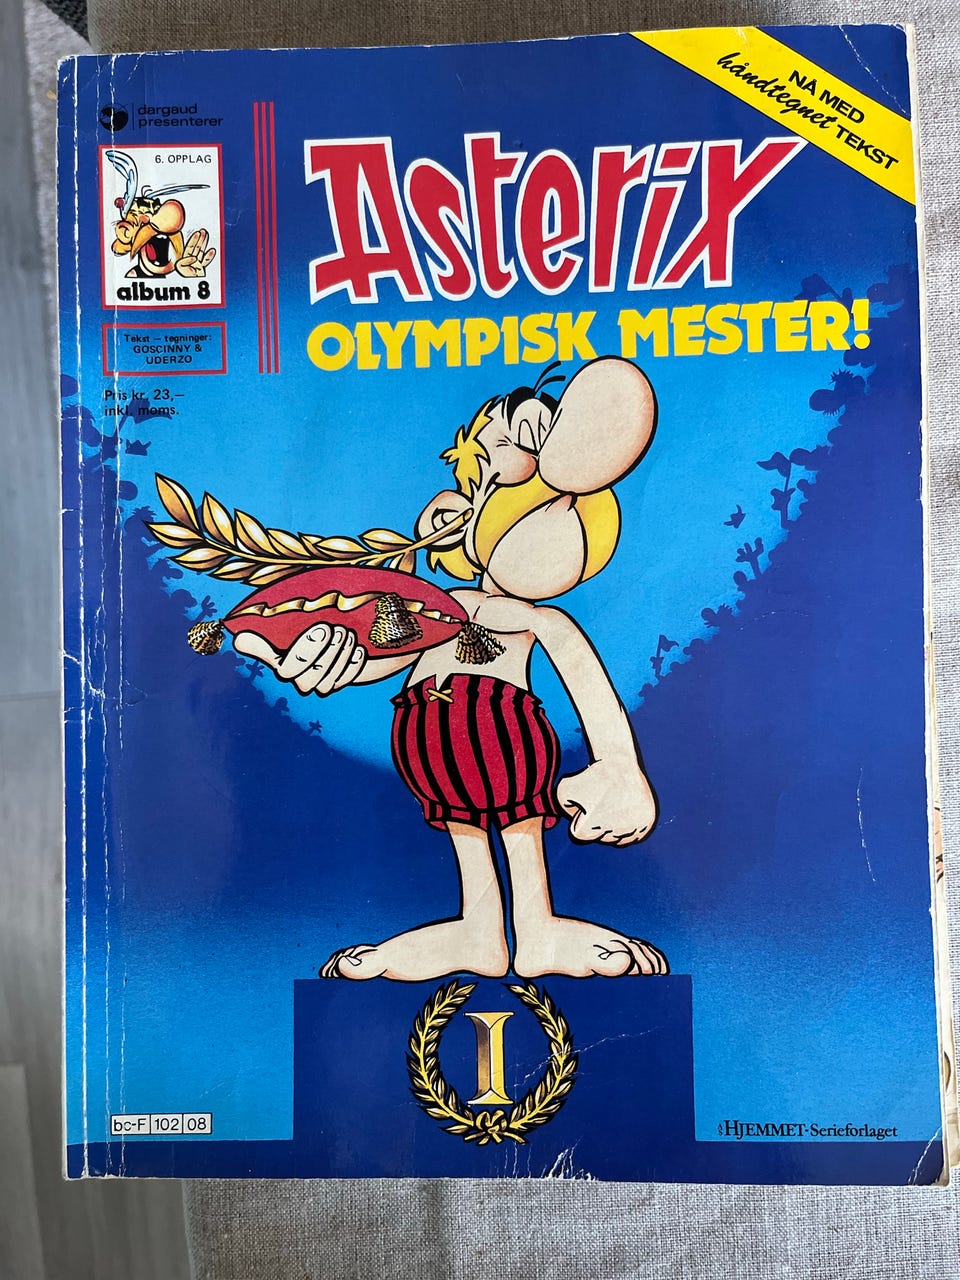 dargaud
presenterer
6. OPPLAG
album 8
Tekst – tegninger:
GOSCINNY &
UDERZO
Pris kr. 23,–
inkl. moms.
NÅ MED
håndtegnet TEKST
Asterix
OLYMPISK MESTER!
I
bc-F 102 08
A/S HJEMMET-Serieforlaget